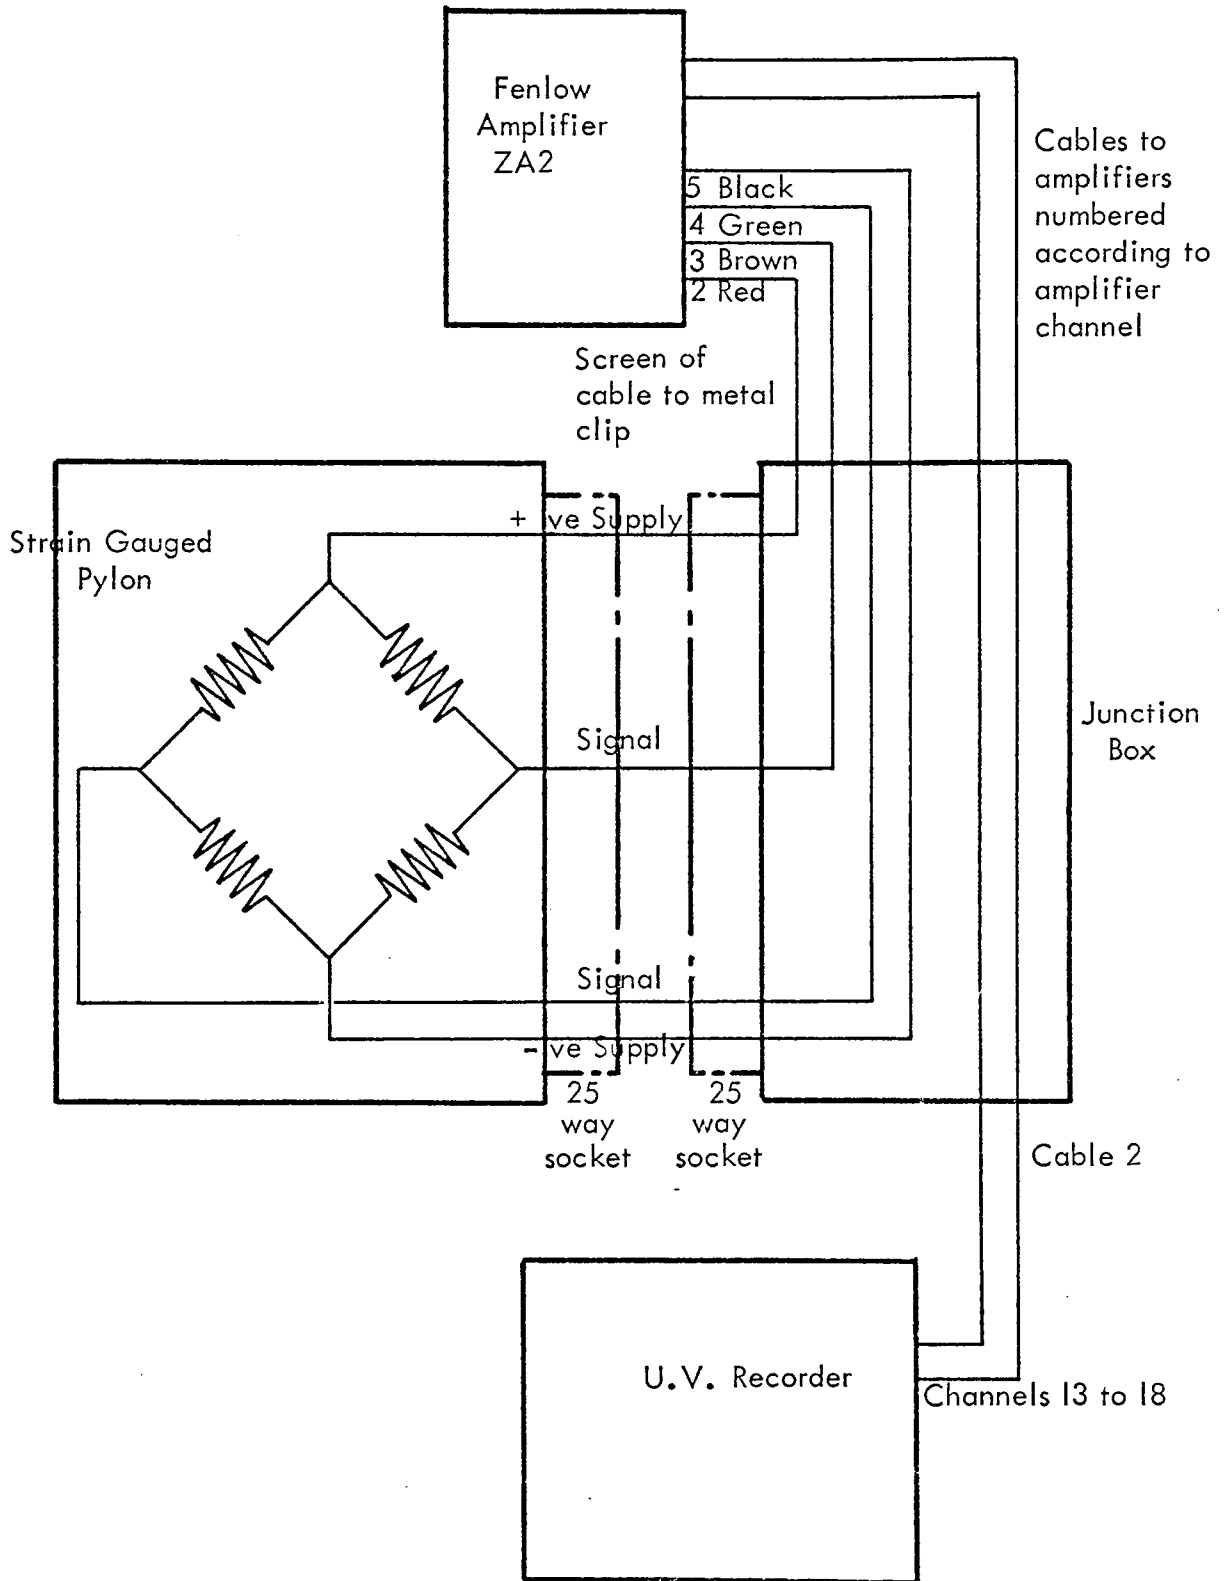 Fenlow
Amplifier
ZA2
5 Black
4 Green
3 Brown
2 Red
Cables to
amplifiers
numbered
according to
amplifier
channel
Screen of
cable to metal
clip
+ ve Supply
Strain Gauged
Pylon
Signal
Junction
Box
Signal
- ve Supply
25
way
socket
25
way
socket
Cable 2
U.V. Recorder
Channels 13 to 18